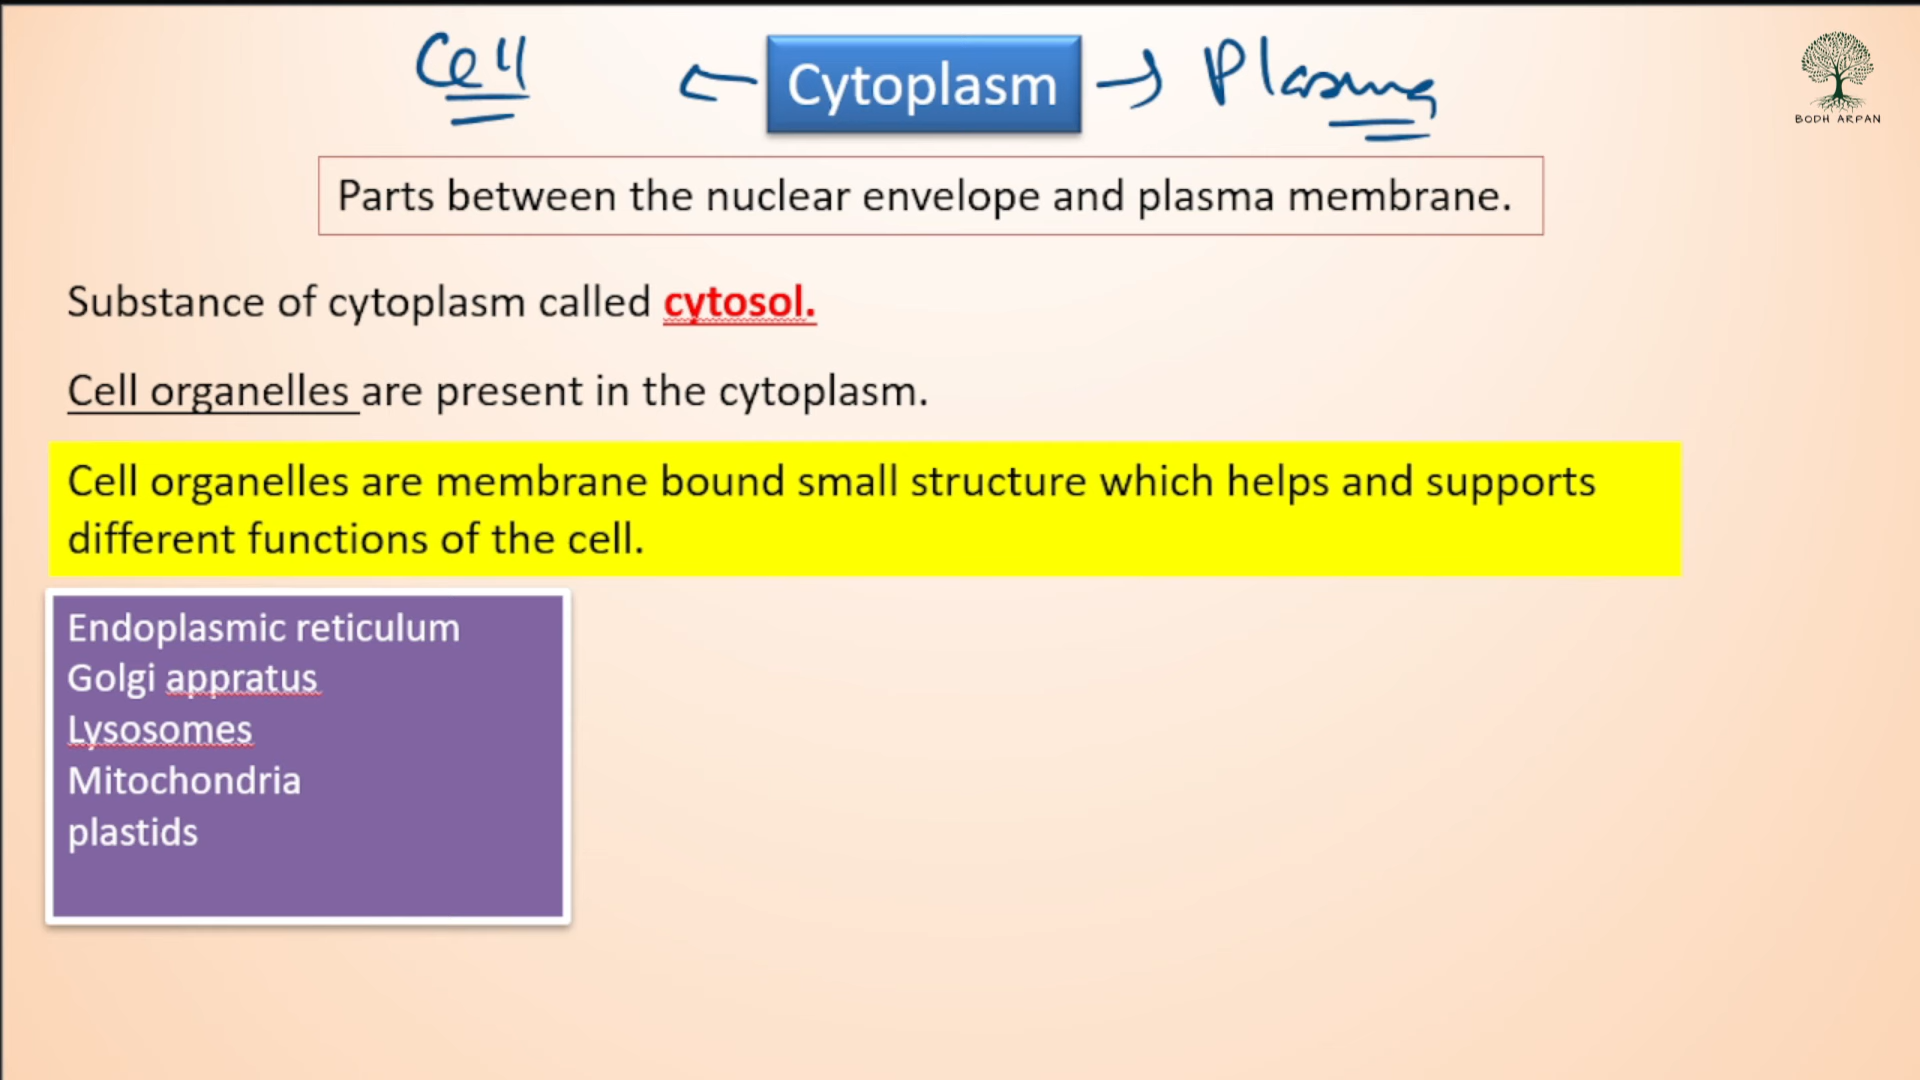 Cell Cytoplasm Plasma
BODH ARPAN
Parts between the nuclear envelope and plasma membrane.
Substance of cytoplasm called cytosol.
Cell organelles are present in the cytoplasm.
Cell organelles are membrane bound small structure which helps and supports
different functions of the cell.
Endoplasmic reticulum
Golgi appratus
Lysosomes
Mitochondria
plastids